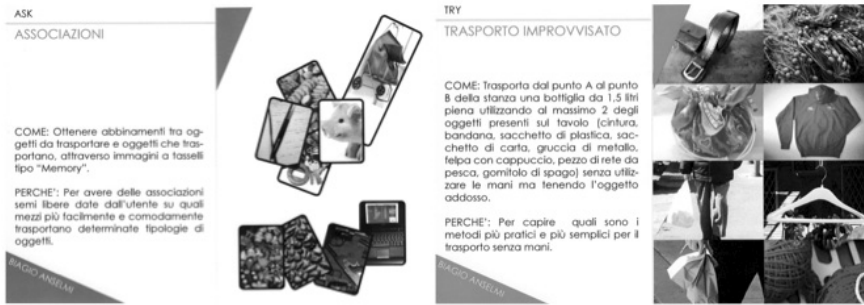 ASK
ASSOCIAZIONI
COME: Ottenere abbinamenti tra og-
getti da trasportare e oggetti che tras-
portano, attraverso immagini a tasselli
tipo “Memory”.
PERCHE’: Per avere delle associazioni
semi libere date dall’utente su quali
mezzi più facilmente e comodamente
trasportano determinate tipologie di
oggetti.
BIAGIO ANSELMI
TRY
TRASPORTO IMPROVVISATO
COME: Trasporta dal punto A al punto
B della stanza una bottiglia da 1,5 litri
piena utilizzando al massimo 2 degli
oggetti presenti sul tavolo (cintura,
bandana, sacchetto di plastica, sac-
chetto di carta, gruccia di metallo,
felpa con cappuccio, pezzo di rete da
pesca, gomitolo di spago) senza utiliz-
zare le mani ma tenendo l’oggetto
addosso.
PERCHE’: Per capire quali sono i
metodi più pratici e più semplici per il
trasporto senza mani.
BIAGIO ANSELMI